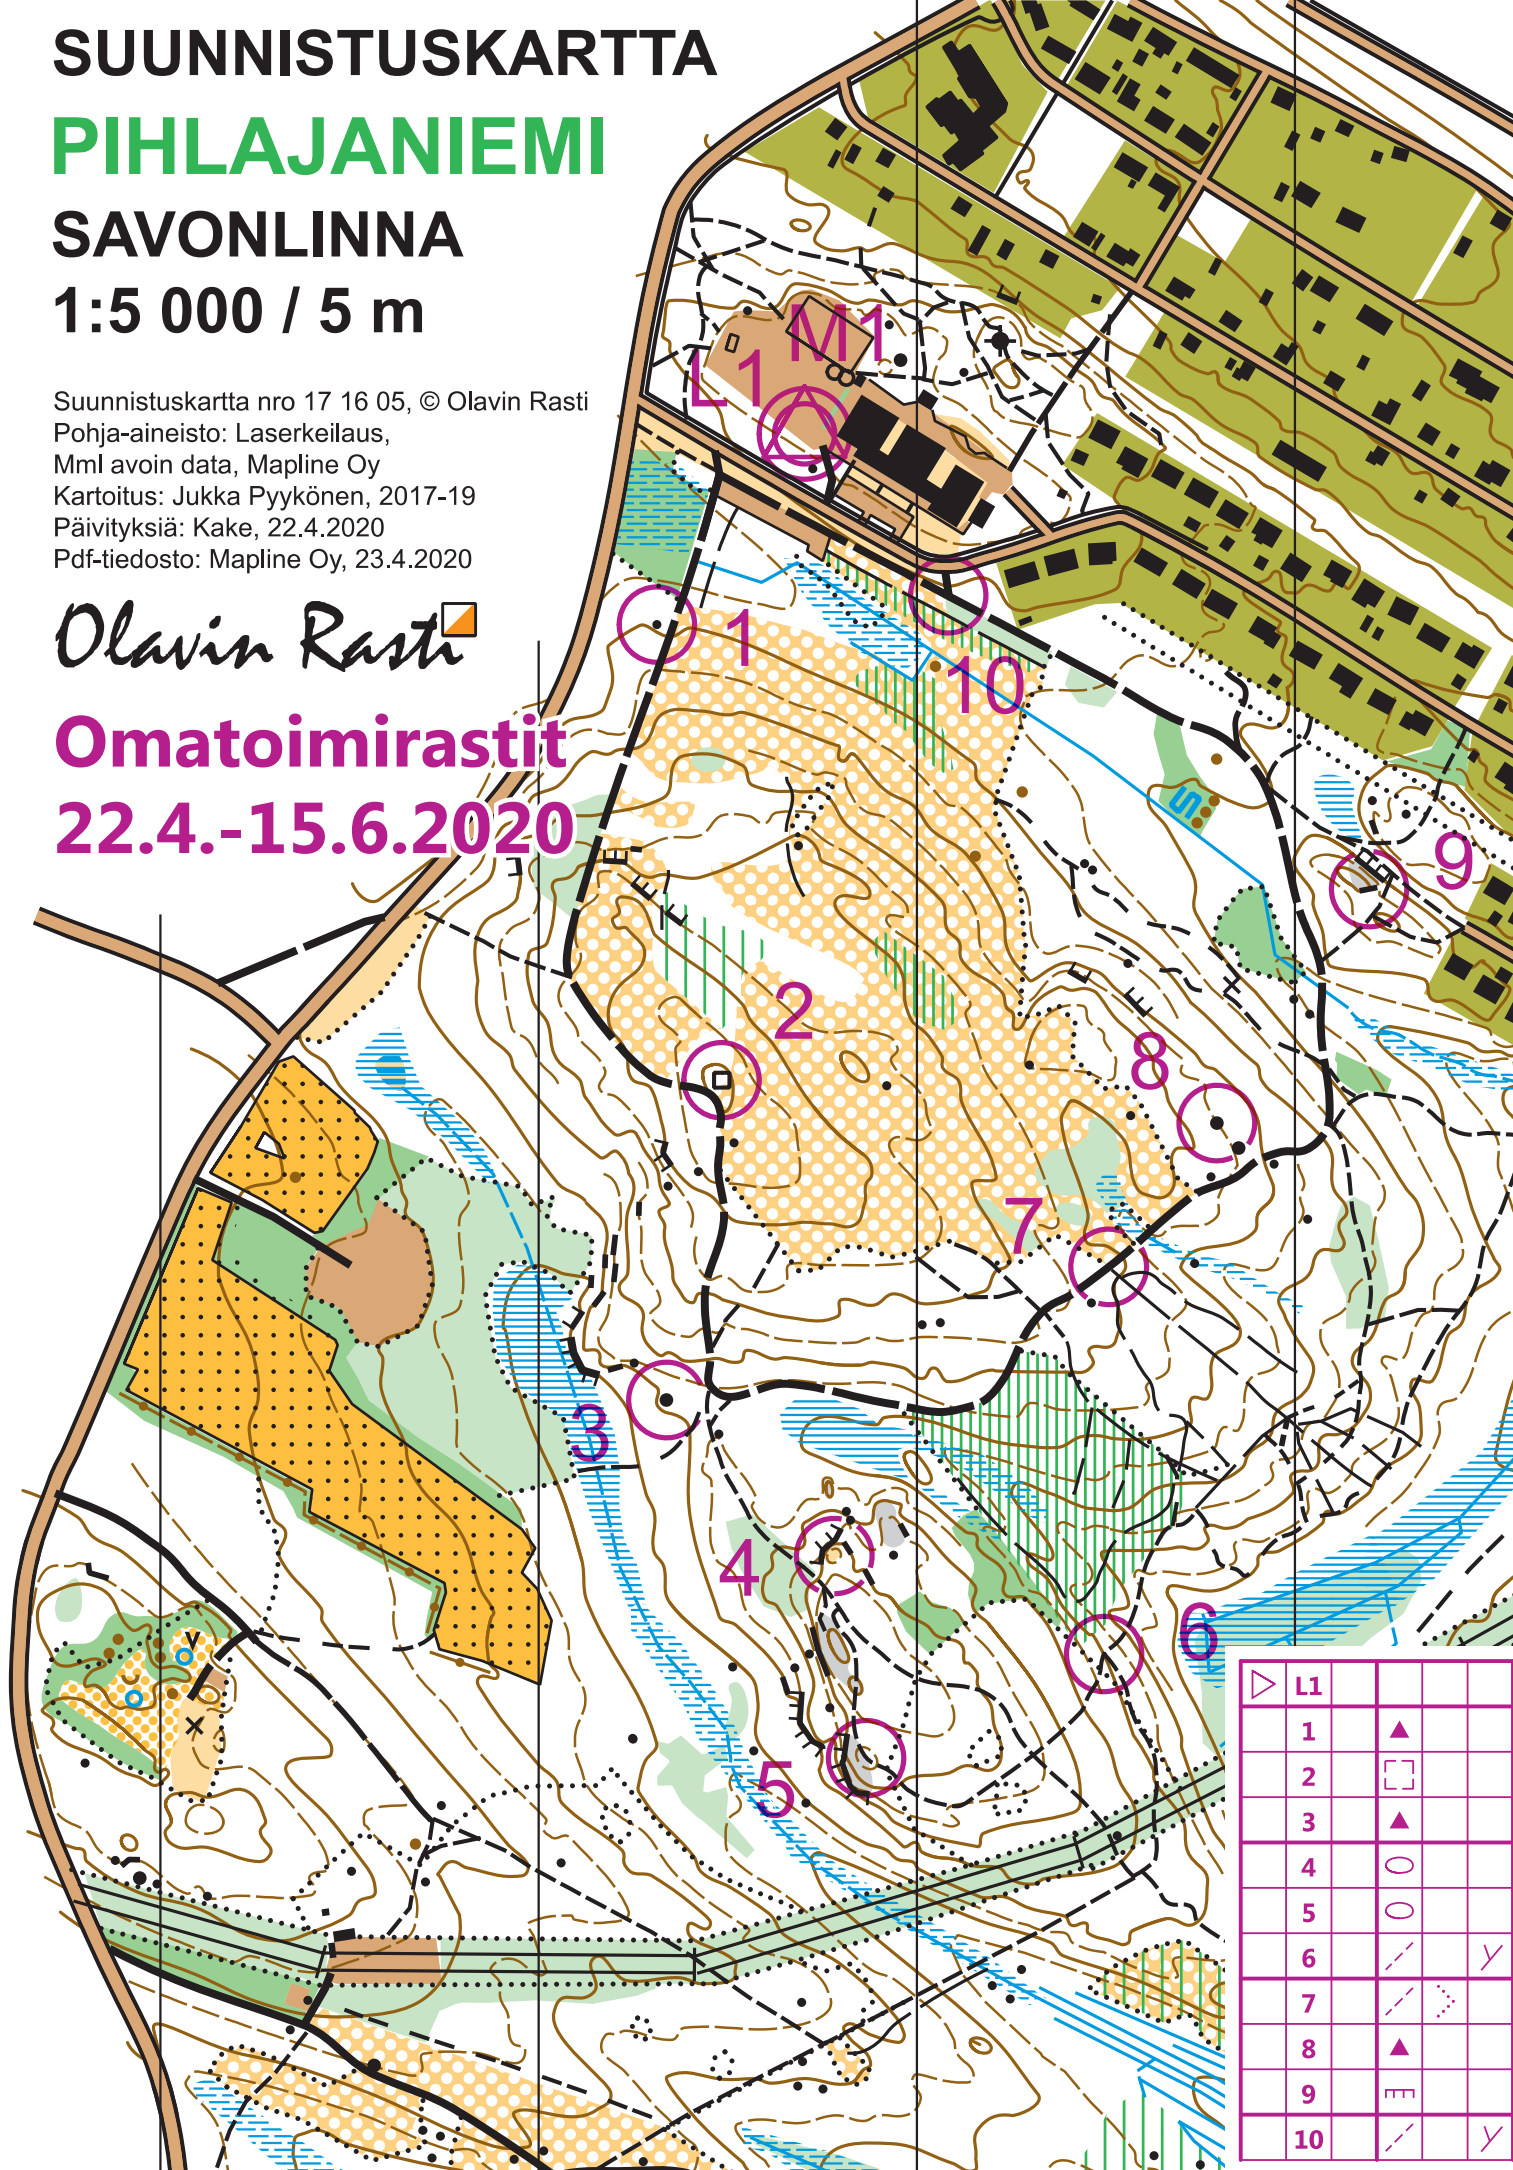 SUUNNISTUSKARTTA
PIHLAJANIEMI
SAVONLINNA
1:5 000 / 5 m
Suunnistuskartta nro 17 16 05, © Olavin Rasti
Pohja-aineisto: Laserkeilaus,
Mml avoin data, Mapline Oy
Kartoitus: Jukka Pyykönen, 2017-19
Päivityksiä: Kake, 22.4.2020
Pdf-tiedosto: Mapline Oy, 23.4.2020
Olavin Rasti
Omatoimirastit
22.4.-15.6.2020
M1
L1
1
10
9
2
8
7
3
4
6
5
L1
1
2
3
4
5
6
7
8
9
10